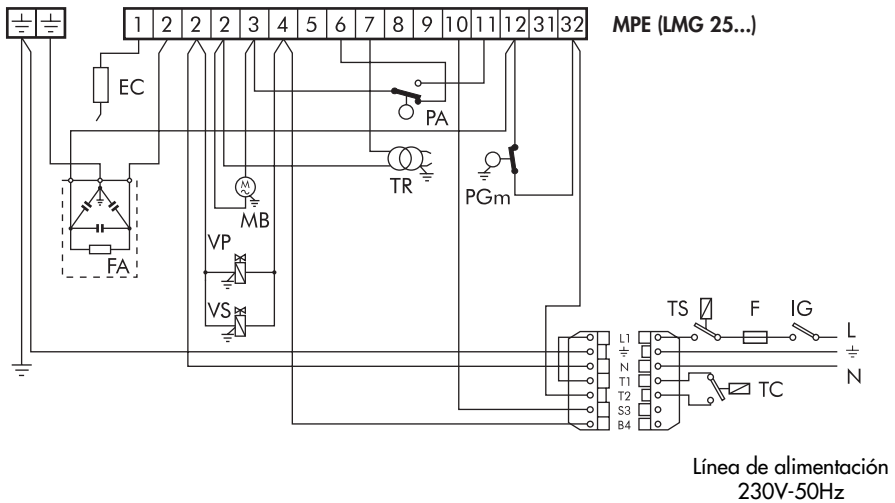 1 2 2 2 3 4 5 6 7 8 9 10 11 12 31 32 MPE (LMG 25...)
EC
PA
TR
PGm
M
~
MB
FA
VP
VS
TS F IG
L1 L
N N
T1
T2 TC
S3
B4
Línea de alimentación
230V-50Hz